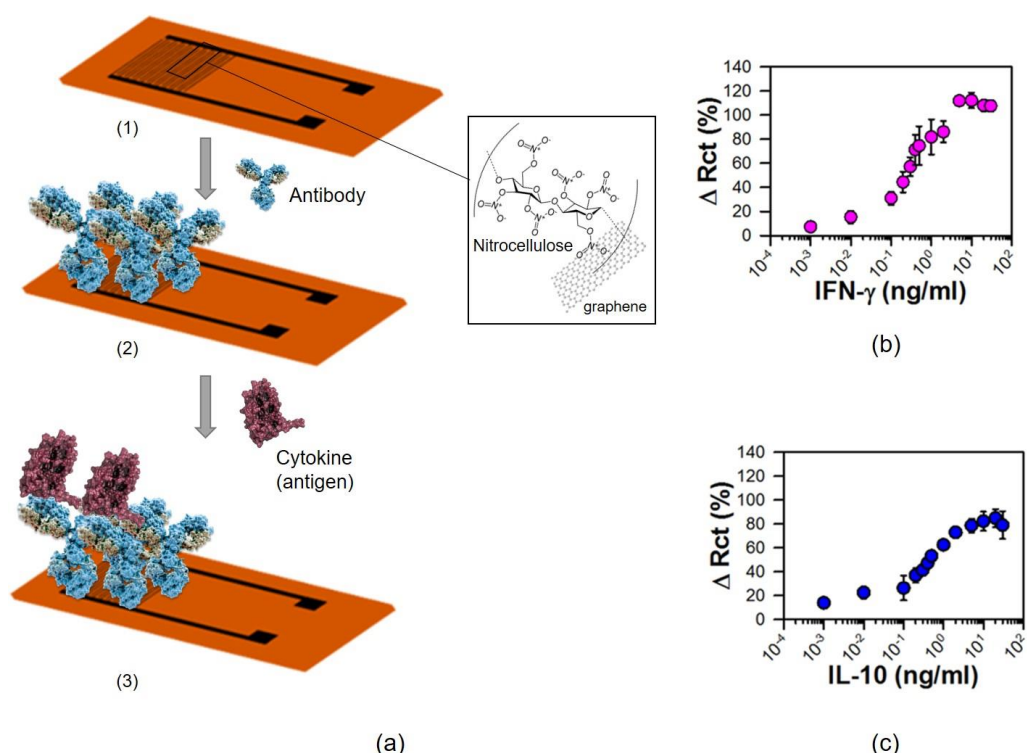 (1)
Antibody
(2)
Cytokine
(antigen)
(3)
O
N⁺
O⁻
Nitrocellulose
graphene
(a)
140
120
100
80
60
40
20
0
Δ Rct (%)
10⁻⁴
10⁻³
10⁻²
10⁻¹
10⁰
10¹
10²
IFN-γ (ng/ml)
(b)
140
120
100
80
60
40
20
0
Δ Rct (%)
10⁻⁴
10⁻³
10⁻²
10⁻¹
10⁰
10¹
10²
IL-10 (ng/ml)
(c)